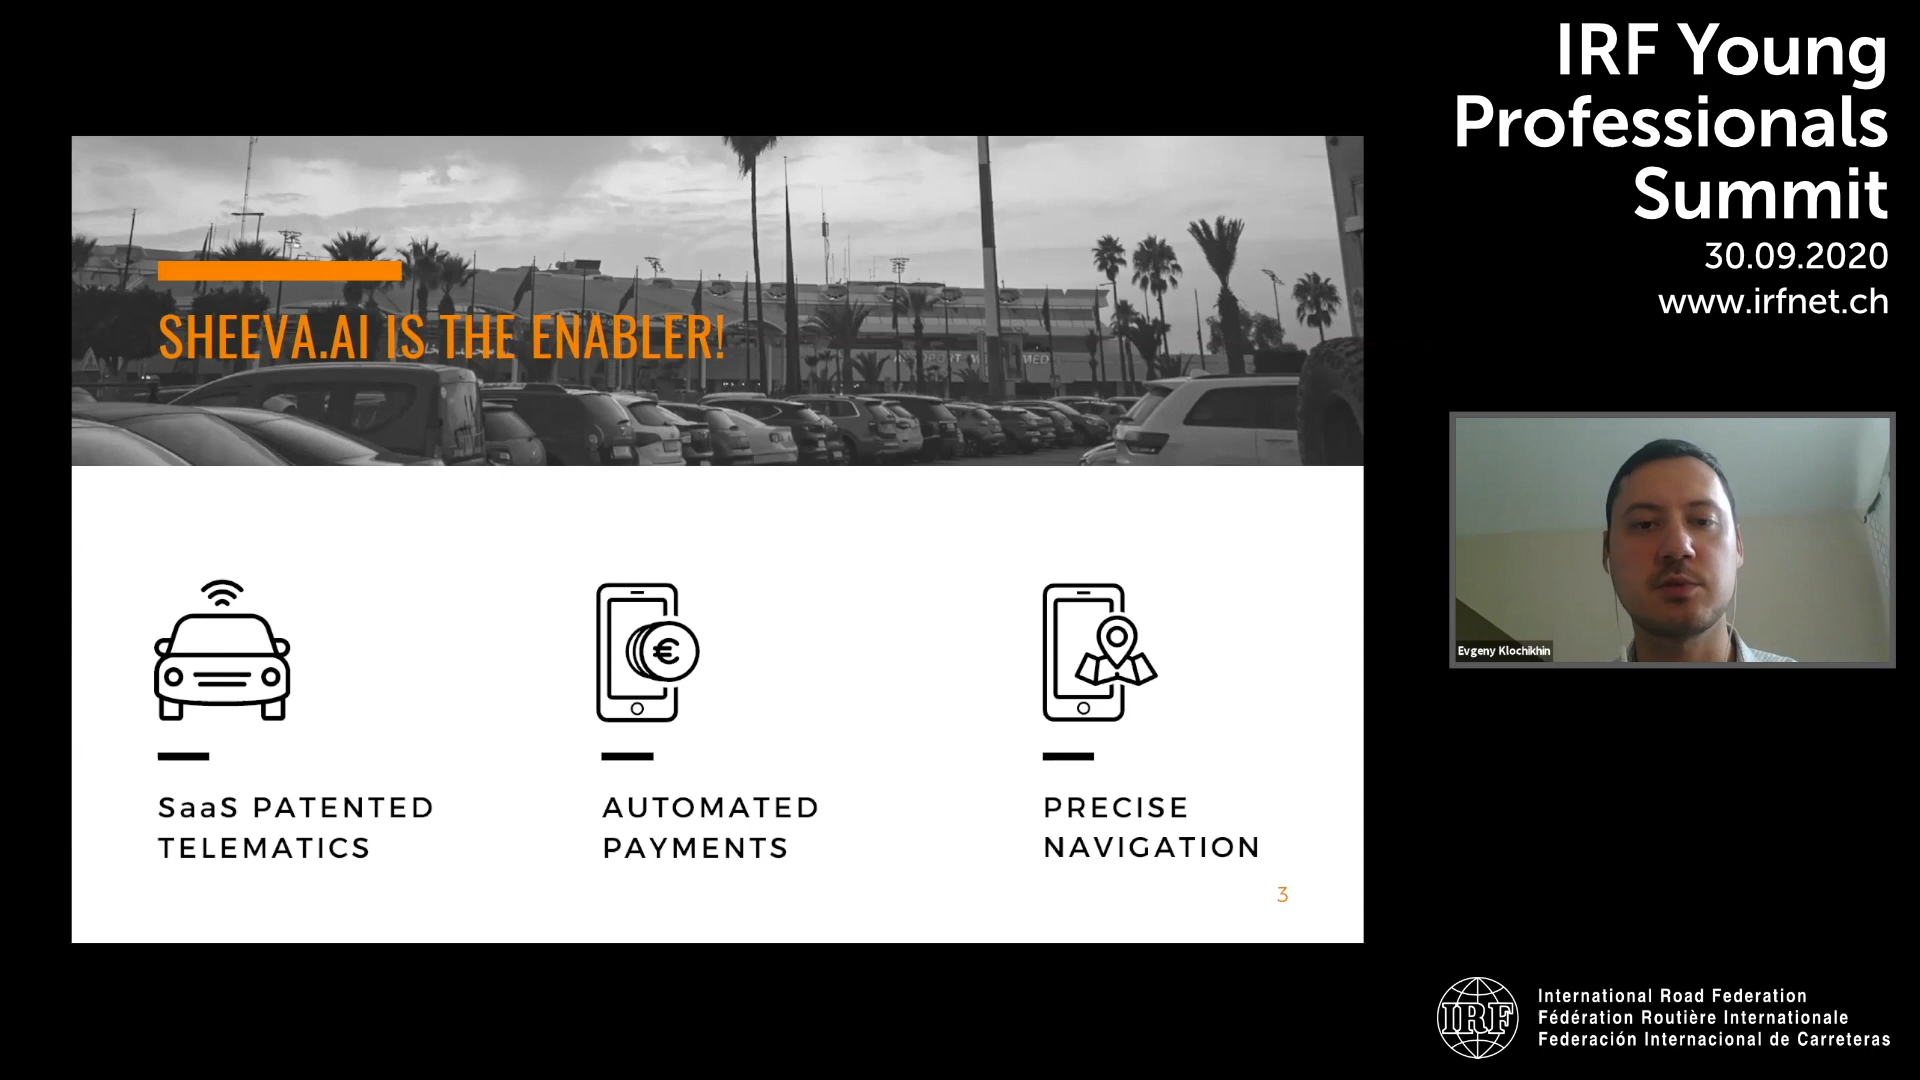 IRF Young
Professionals
Summit
30.09.2020
www.irfnet.ch
SHEEVA.AI IS THE ENABLER!
€
SaaS PATENTED
TELEMATICS
AUTOMATED
PAYMENTS
PRECISE
NAVIGATION
3
Evgeny Klochikhin
IRF
International Road Federation
Fédération Routière Internationale
Federación Internacional de Carreteras